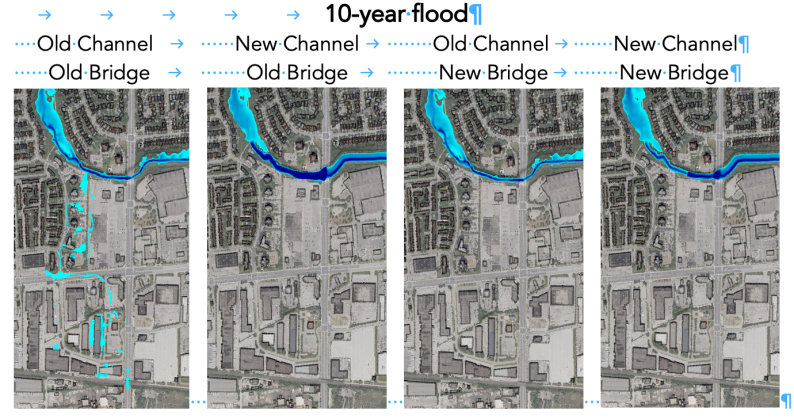 10-year flood
Old Channel New Channel Old Channel New Channel
Old Bridge Old Bridge New Bridge New Bridge